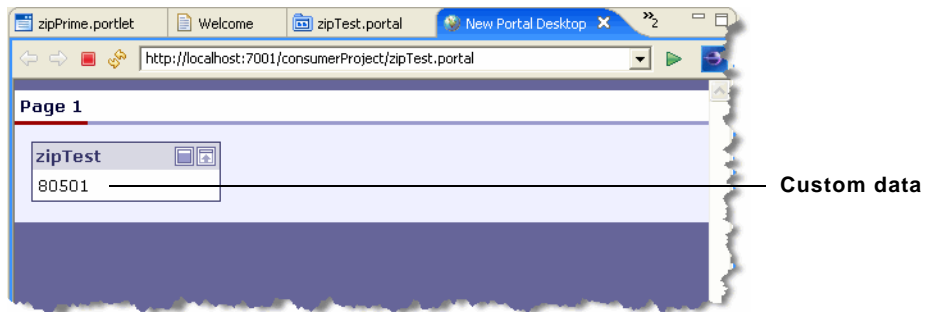 zipPrime.portlet
Welcome
zipTest.portal
New Portal Desktop
»2
http://localhost:7001/consumerProject/zipTest.portal
Page 1
zipTest
80501
Custom data